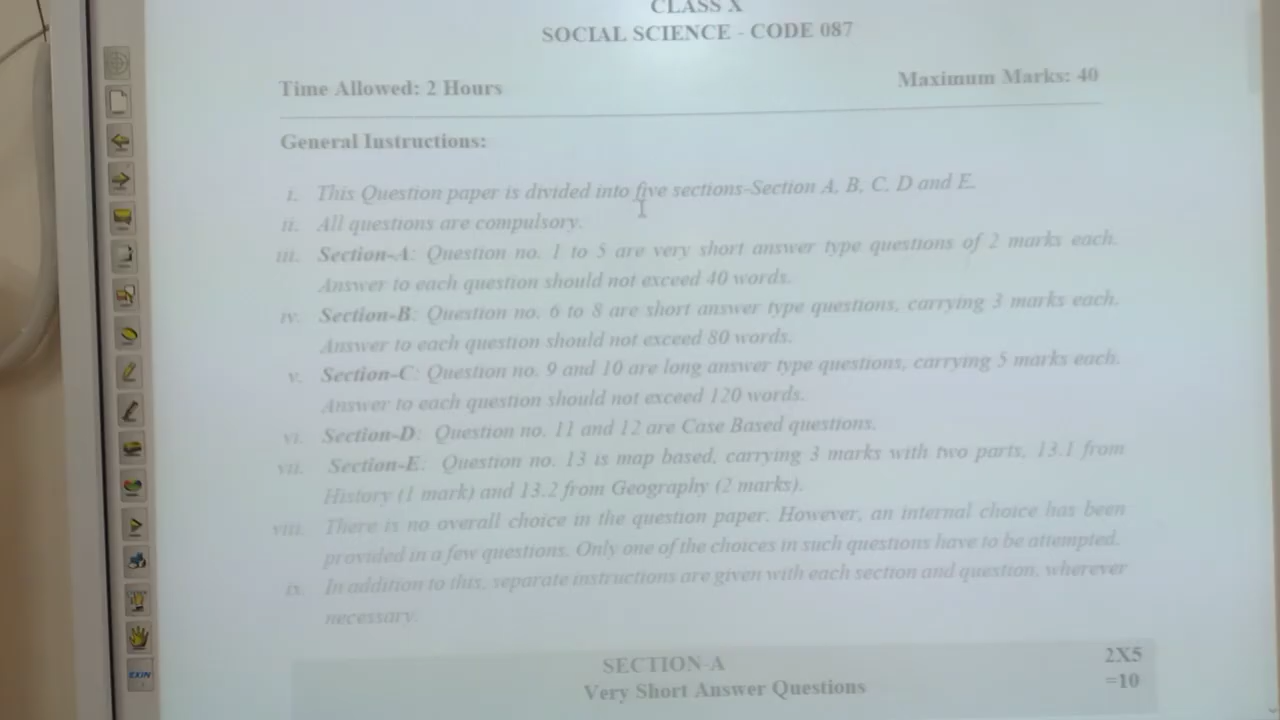 CLASS X
SOCIAL SCIENCE - CODE 087
Time Allowed: 2 Hours
Maximum Marks: 40
General Instructions:
i. This Question paper is divided into five sections-Section A, B, C, D and E.
ii. All questions are compulsory.
iii. Section-A: Question no. 1 to 5 are very short answer type questions of 2 marks each.
Answer to each question should not exceed 40 words.
iv. Section-B: Question no. 6 to 8 are short answer type questions, carrying 3 marks each.
Answer to each question should not exceed 80 words.
v. Section-C: Question no. 9 and 10 are long answer type questions, carrying 5 marks each.
Answer to each question should not exceed 120 words.
vi. Section-D: Question no. 11 and 12 are Case Based questions.
vii. Section-E: Question no. 13 is map based, carrying 3 marks with two parts, 13.1 from
History (1 mark) and 13.2 from Geography (2 marks).
viii. There is no overall choice in the question paper. However, an internal choice has been
provided in a few questions. Only one of the choices in such questions have to be attempted.
ix. In addition to this, separate instructions are given with each section and question, wherever
necessary.
SECTION-A
2X5
Very Short Answer Questions
=10